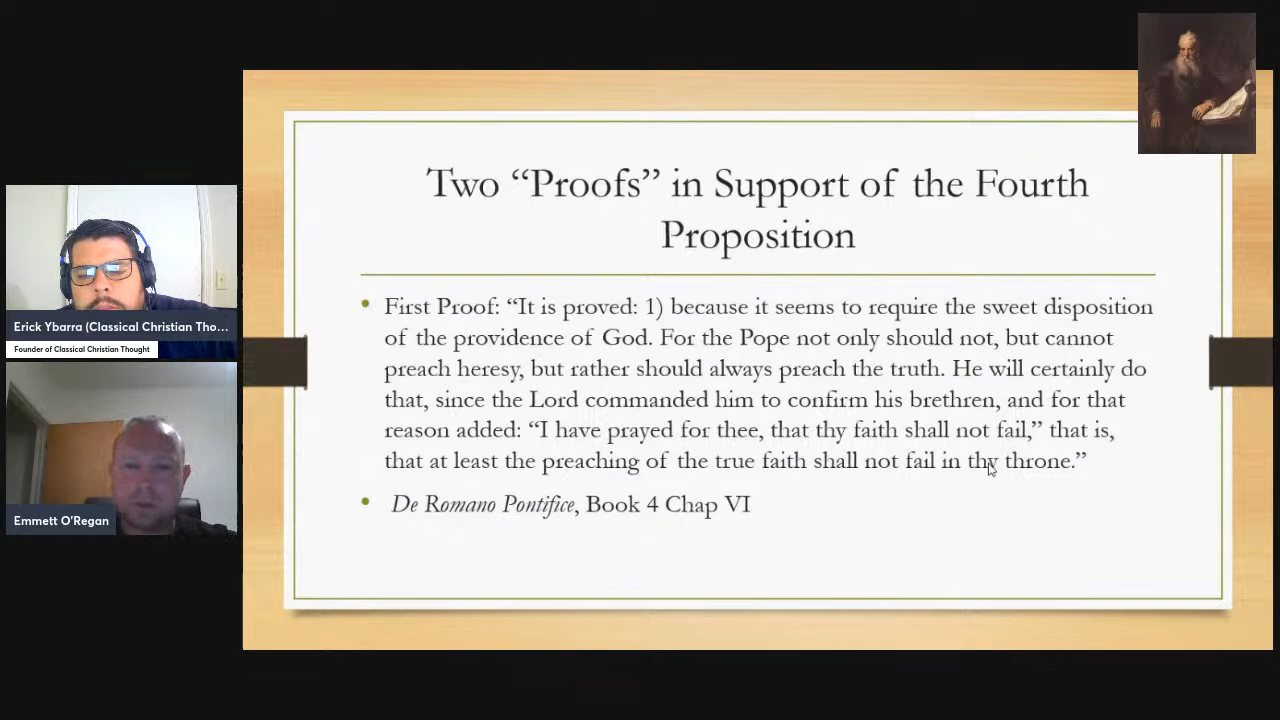 Two “Proofs” in Support of the Fourth
Proposition
• First Proof: “It is proved: 1) because it seems to require the sweet disposition
of the providence of God. For the Pope not only should not, but cannot
preach heresy, but rather should always preach the truth. He will certainly do
that, since the Lord commanded him to confirm his brethren, and for that
reason added: “I have prayed for thee, that thy faith shall not fail,” that is,
that at least the preaching of the true faith shall not fail in thy throne.”
• De Romano Pontifice, Book 4 Chap VI
Erick Ybarra (Classical Christian Tho...
Founder of Classical Christian Thought
Emmett O’Regan